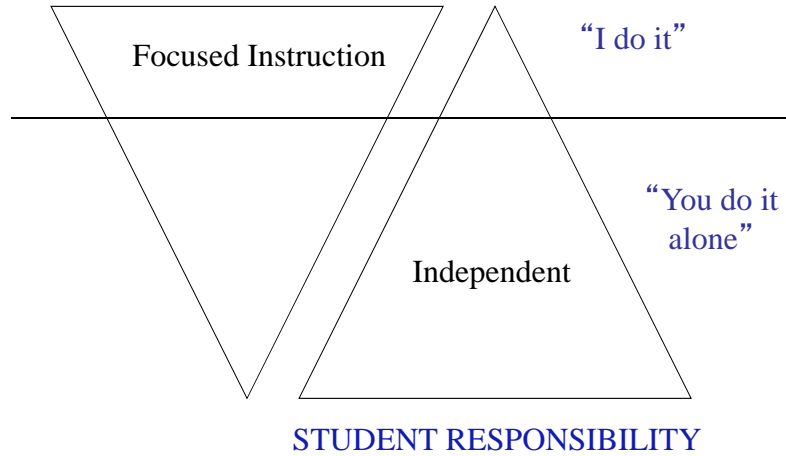 “I do it”
Focused Instruction
“You do it
alone”
Independent
STUDENT RESPONSIBILITY